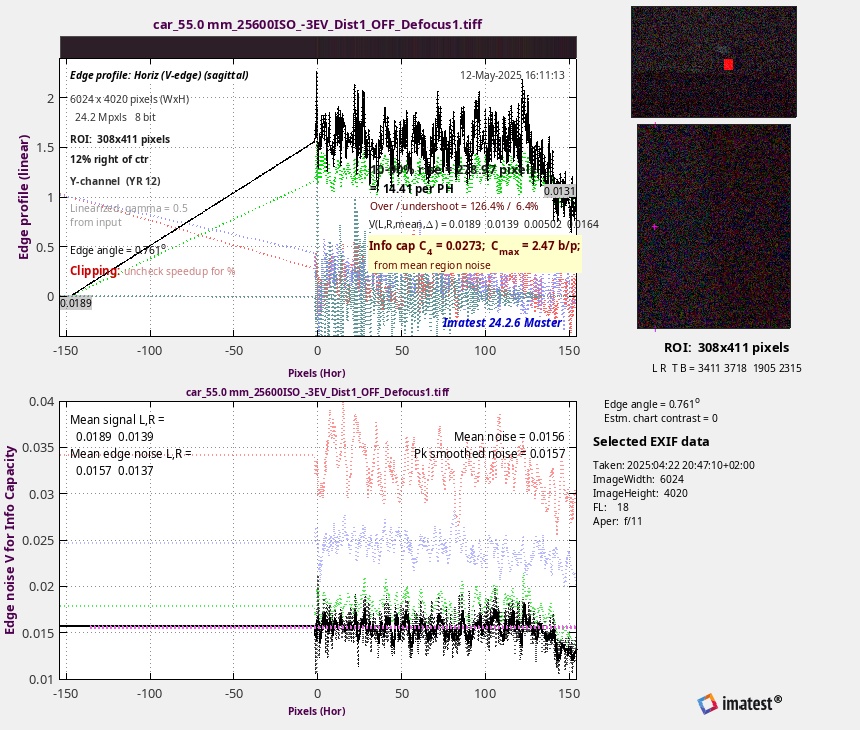 car_55.0 mm_25600ISO_-3EV_Dist1_OFF_Defocus1.tiff
Edge profile: Horiz (V-edge) (sagittal)
12-May-2025 16:11:13
6024 x 4020 pixels (WxH)
24.2 Mpxls 8 bit
ROI: 308x411 pixels
12% right of ctr
Y-channel (YR 12)
Linearized, gamma = 0.5
from input
Edge angle = 0.761°
Clipping: uncheck speedup for %
0.0189
10-90% rise = 278.97 pixels
= 14.41 per PH
0.0131
Over / undershoot = 126.4% / 6.4%
V(L,R,mean,Δ) = 0.0189 0.0139 0.00502 0.0164
Info cap C4 = 0.0273; Cmax = 2.47 b/p;
from mean region noise
Imatest 24.2.6 Master
Edge profile (linear)
2
1.5
1
0.5
0
-150 -100 -50 0 50 100 150
Pixels (Hor)
car_55.0 mm_25600ISO_-3EV_Dist1_OFF_Defocus1.tiff
Mean signal L,R =
0.0189 0.0139
Mean edge noise L,R =
0.0157 0.0137
Mean noise = 0.0156
Pk smoothed noise = 0.0157
Edge noise V for Info Capacity
0.04
0.035
0.03
0.025
0.02
0.015
0.01
-150 -100 -50 0 50 100 150
Pixels (Hor)
ROI: 308x411 pixels
L R T B = 3411 3718 1905 2315
Edge angle = 0.761°
Estm. chart contrast = 0
Selected EXIF data
Taken: 2025:04:22 20:47:10+02:00
ImageWidth: 6024
ImageHeight: 4020
FL: 18
Aper: f/11
imatest®